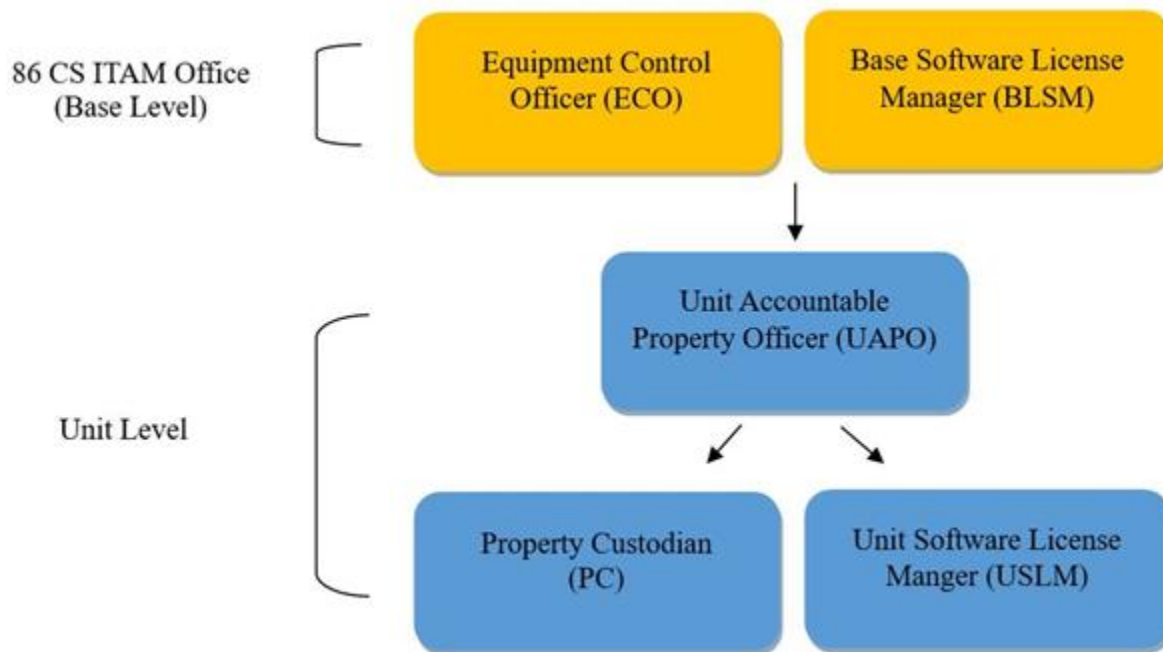 86 CS ITAM Office
(Base Level)
Equipment Control
Officer (ECO)
Base Software License
Manager (BLSM)
Unit Level
Unit Accountable
Property Officer (UAPO)
Property Custodian
(PC)
Unit Software License
Manger (USLM)